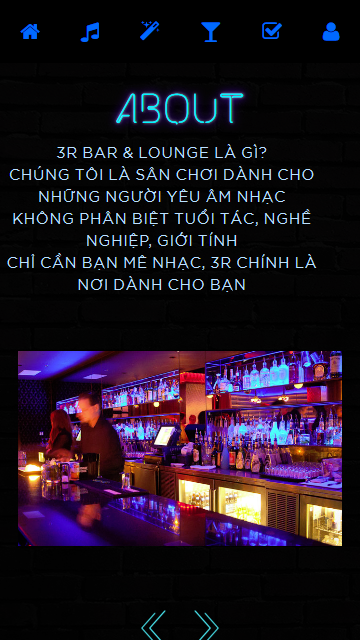 ABOUT
3R BAR & LOUNGE LÀ GÌ?
CHÚNG TÔI LÀ SÂN CHƠI DÀNH CHO
NHỮNG NGƯỜI YÊU ÂM NHẠC
KHÔNG PHÂN BIỆT TUỔI TÁC, NGHỀ
NGHIỆP, GIỚI TÍNH
CHỈ CẦN BẠN MÊ NHẠC, 3R CHÍNH LÀ
NƠI DÀNH CHO BẠN